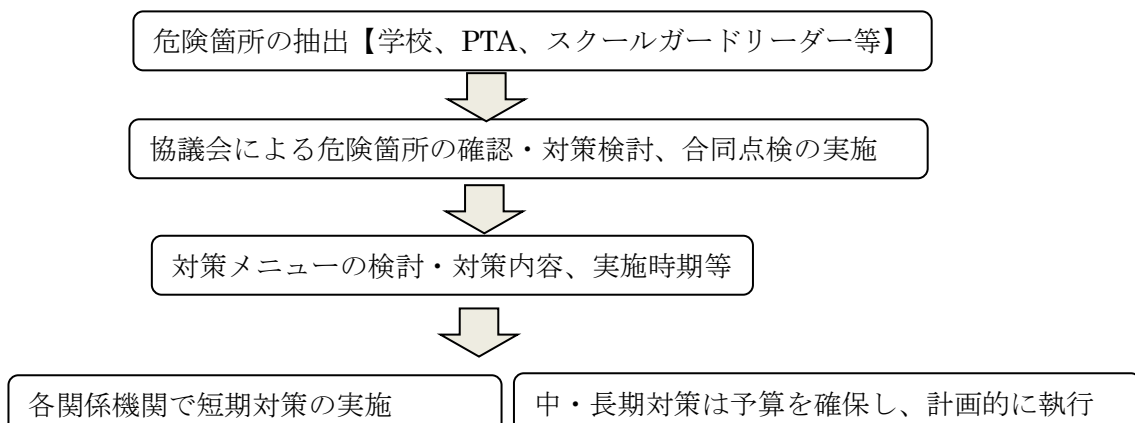 危険箇所の抽出【学校、PTA、スクールガードリーダー等】
協議会による危険箇所の確認・対策検討、合同点検の実施
対策メニューの検討・対策内容、実施時期等
各関係機関で短期対策の実施
中・長期対策は予算を確保し、計画的に執行